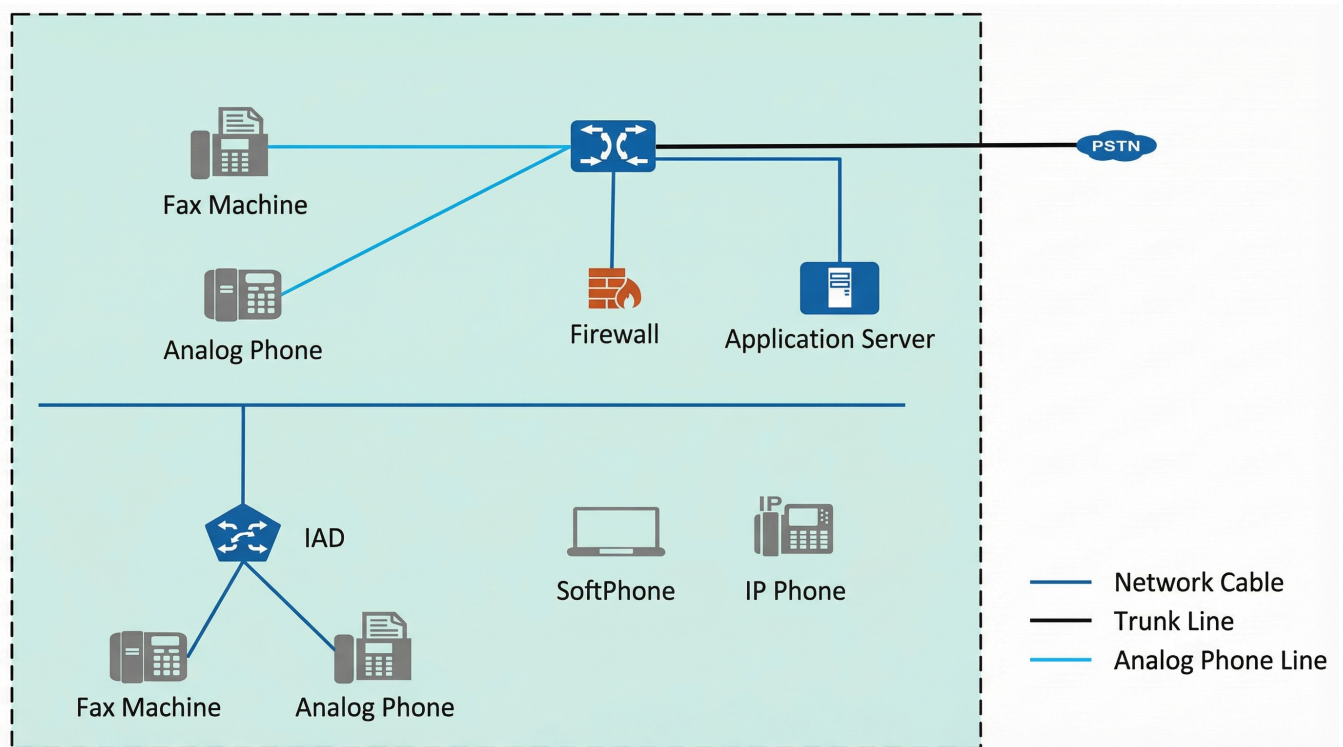 PSTN
Fax Machine
Analog Phone
Firewall
Application Server
IAD
IP
SoftPhone
IP Phone
Fax Machine
Analog Phone
Network Cable
Trunk Line
Analog Phone Line